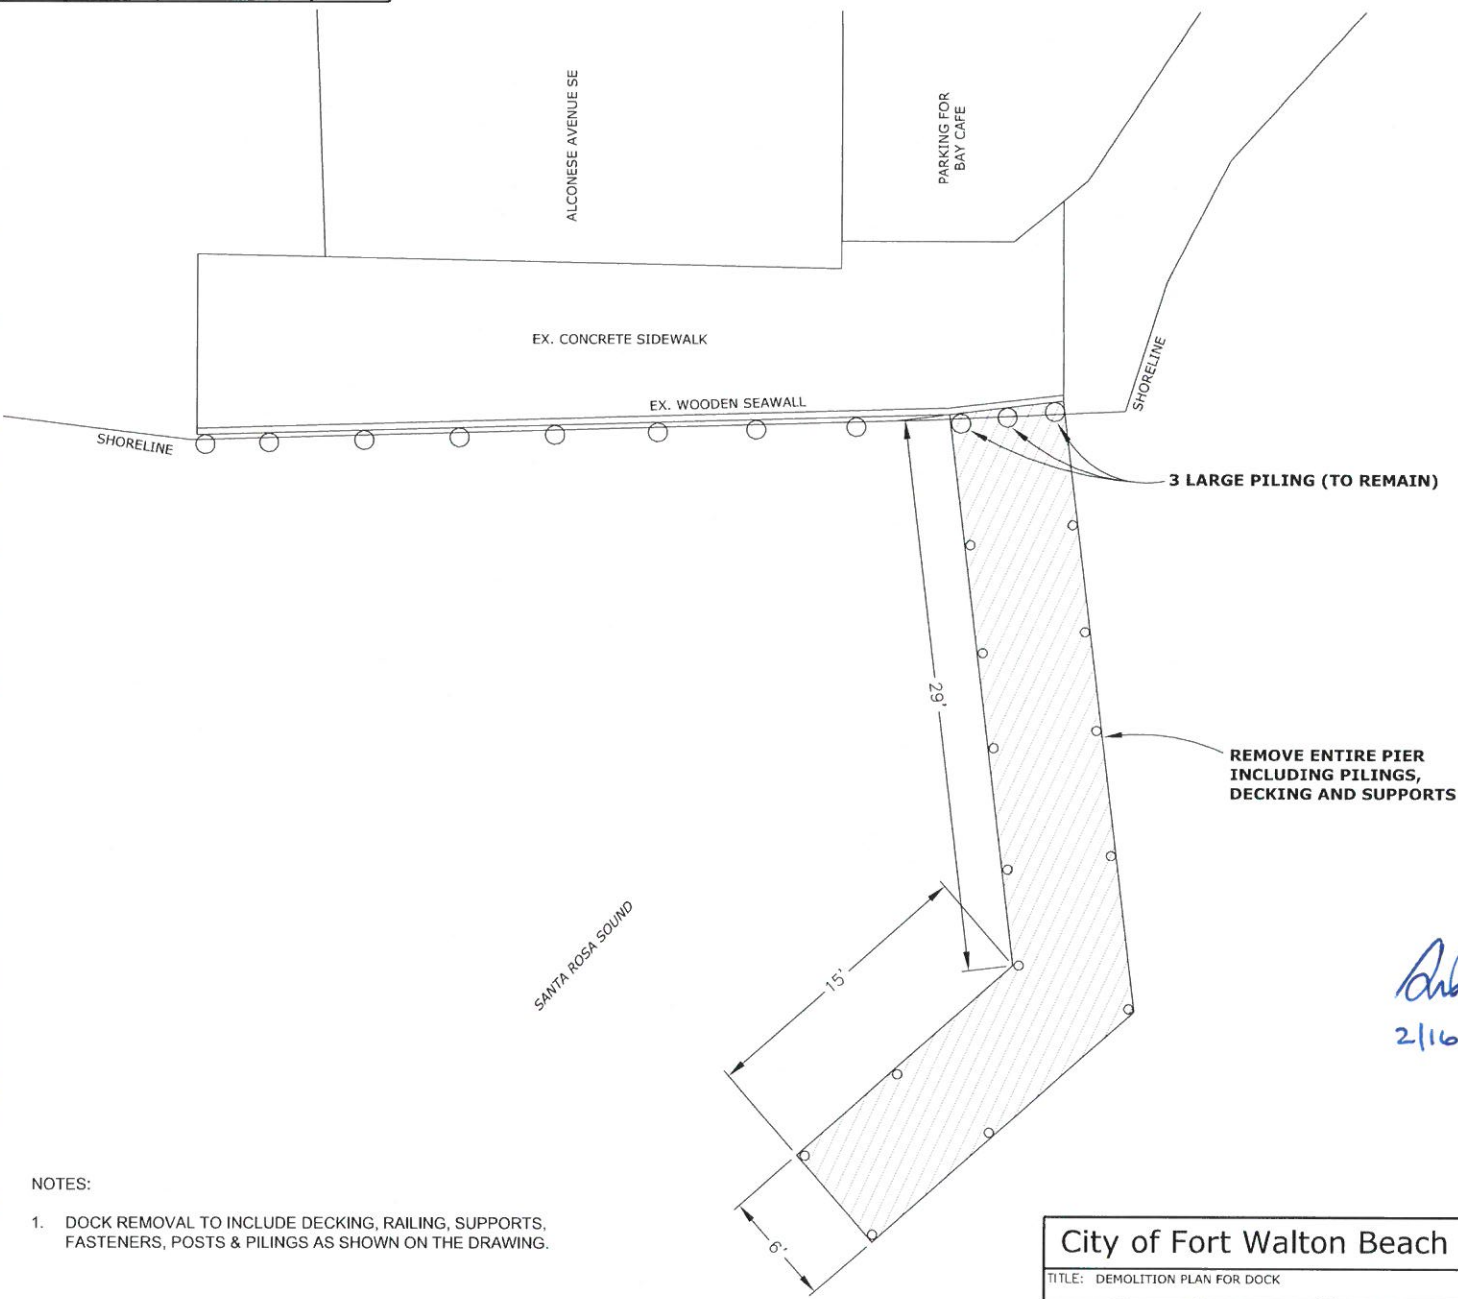 ALCONESE AVENUE SE
PARKING FOR
BAY CAFE
EX. CONCRETE SIDEWALK
EX. WOODEN SEAWALL
SHORELINE
SHORELINE
3 LARGE PILING (TO REMAIN)
29'
REMOVE ENTIRE PIER
INCLUDING PILINGS,
DECKING AND SUPPORTS
SANTA ROSA SOUND
15'
2/16
6'
NOTES:
1. DOCK REMOVAL TO INCLUDE DECKING, RAILING, SUPPORTS,
FASTENERS, POSTS & PILINGS AS SHOWN ON THE DRAWING.
City of Fort Walton Beach
TITLE: DEMOLITION PLAN FOR DOCK